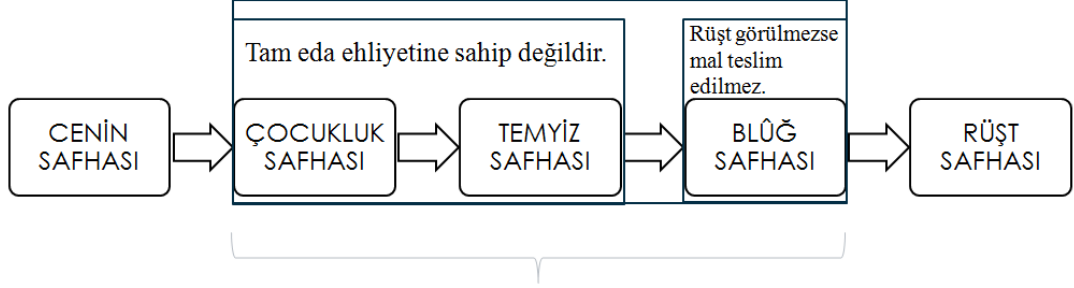 Tam eda ehliyetine sahip değildir.
Rüşt görülmezse
mal teslim
edilmez.
CENİN
SAFHASI
ÇOCUKLUK
SAFHASI
TEMYİZ
SAFHASI
BLÛĞ
SAFHASI
RÜŞT
SAFHASI